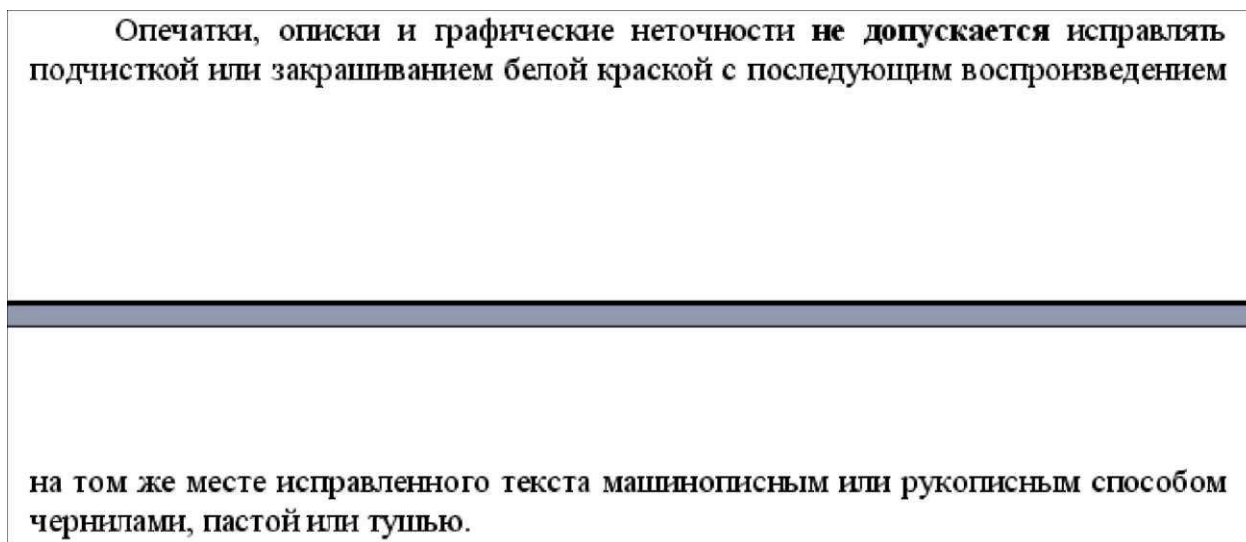 Опечатки, описки и графические неточности не допускается исправлять
подчисткой или закрашиванием белой краской с последующим воспроизведением
на том же месте исправленного текста машинописным или рукописным способом
чернилами, пастой или тушью.